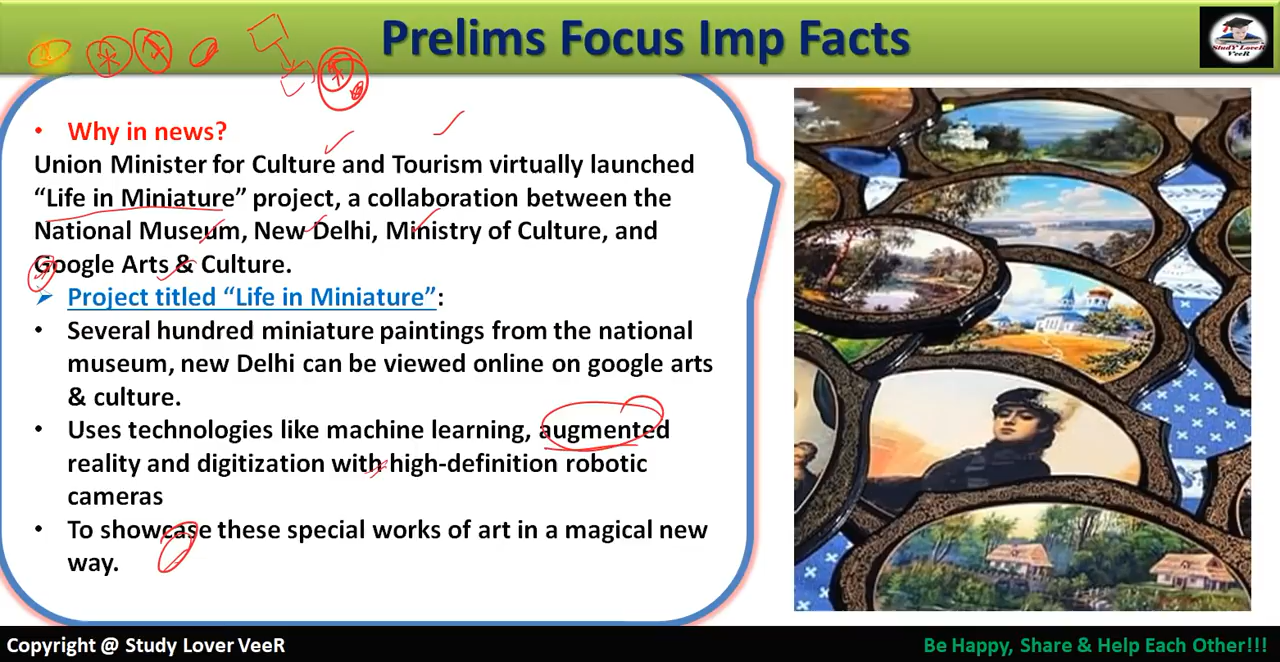 Prelims Focus Imp Facts
StudY LoveR
VeeR
• Why in news?
Union Minister for Culture and Tourism virtually launched
“Life in Miniature” project, a collaboration between the
National Museum, New Delhi, Ministry of Culture, and
Google Arts & Culture.
➤ Project titled “Life in Miniature”:
• Several hundred miniature paintings from the national
museum, new Delhi can be viewed online on google arts
& culture.
• Uses technologies like machine learning, augmented
reality and digitization with high-definition robotic
cameras
• To showcase these special works of art in a magical new
way.
Copyright @ Study Lover VeeR
Be Happy, Share & Help Each Other!!!